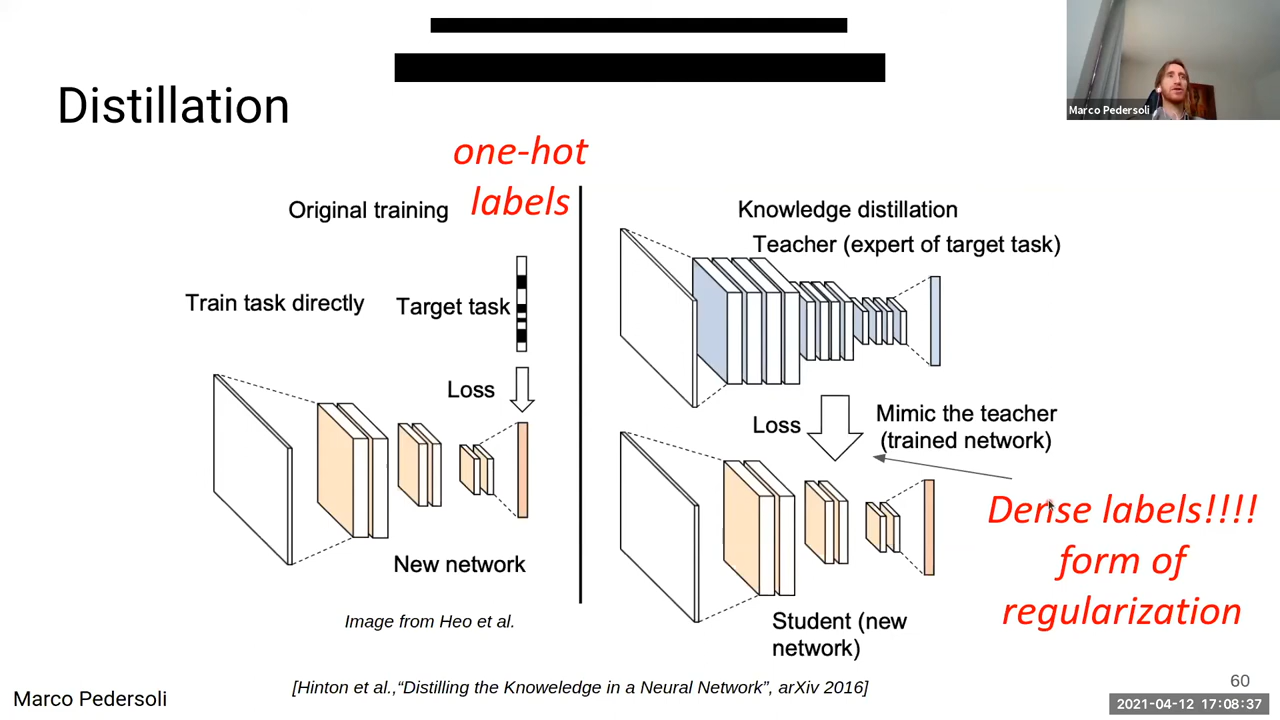 Marco Pedersoli
Distillation
one-hot
labels
Original training
Train task directly
Target task
Loss
New network
Image from Heo et al.
Knowledge distillation
Teacher (expert of target task)
Loss
Mimic the teacher
(trained network)
Dense labels!!!!
form of
regularization
Student (new
network)
[Hinton et al.,“Distilling the Knoweledge in a Neural Network”, arXiv 2016]
Marco Pedersoli
60
2021-04-12 17:08:37